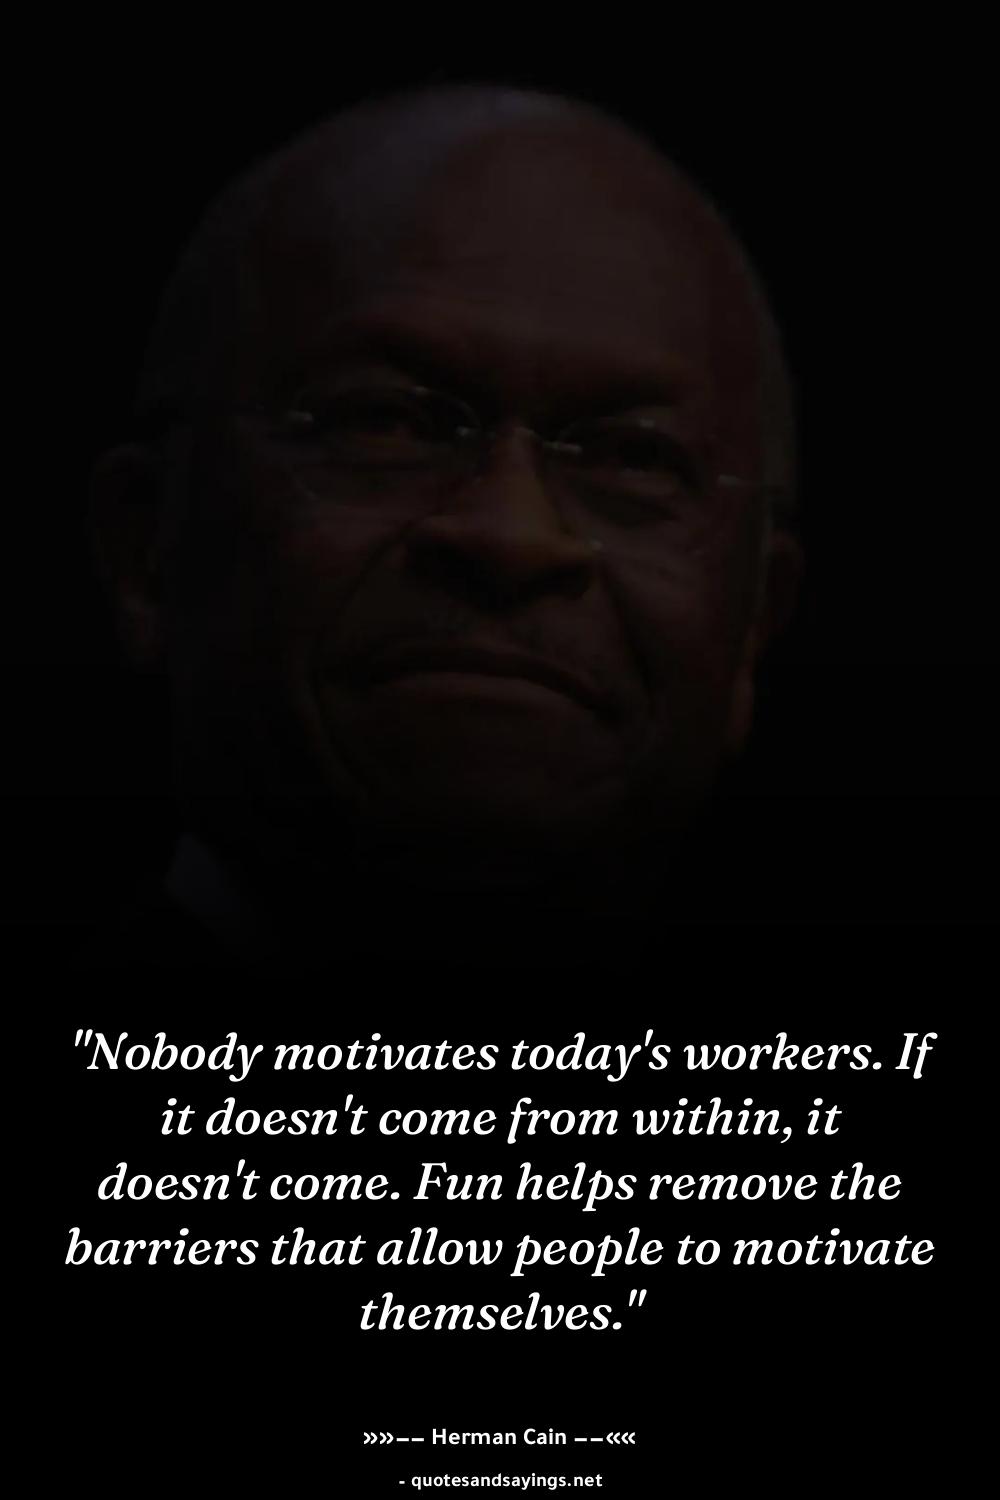 "Nobody motivates today's workers. If
it doesn't come from within, it
doesn't come. Fun helps remove the
barriers that allow people to motivate
themselves."
»»–– Herman Cain ––««
- quotesandsayings.net